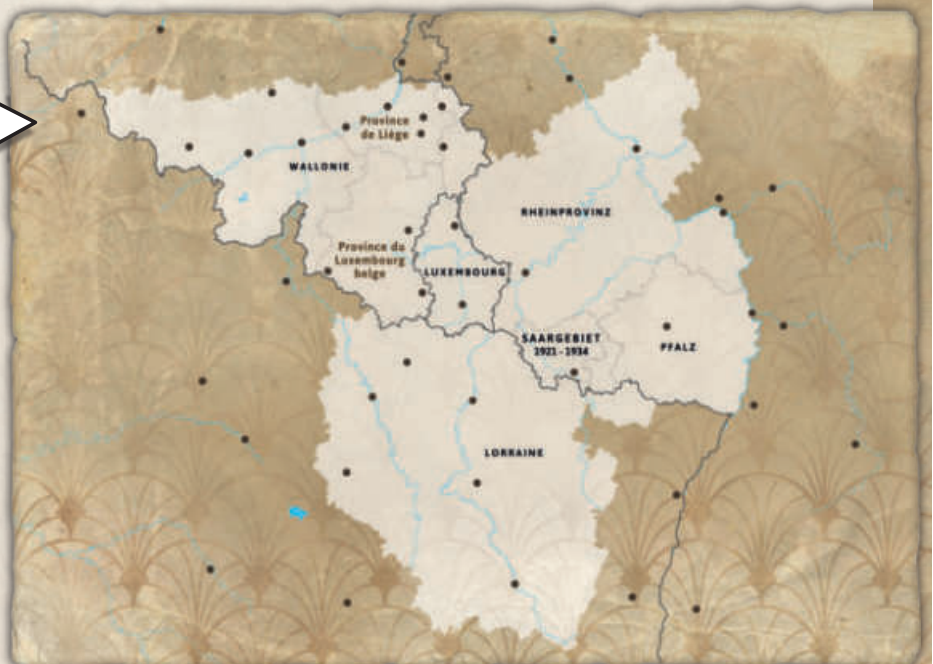 Province
de Liège
WALLONIE
RHEINPROVINZ
Province du
Luxembourg
belge
LUXEMBOURG
SAARGEBIET
1921 - 1934
PFALZ
LORRAINE